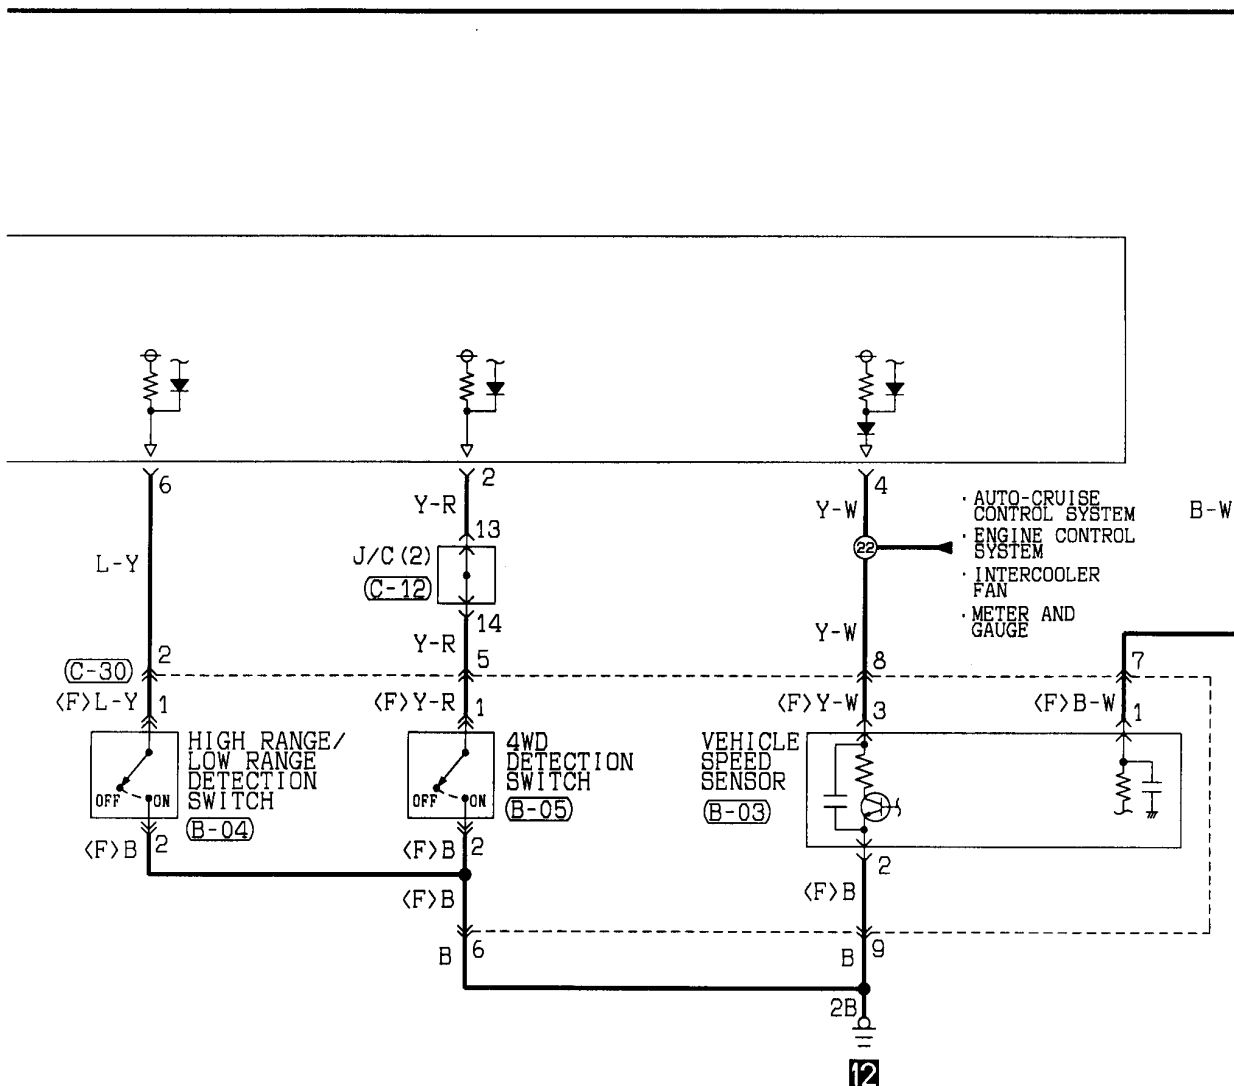 6
2
4
Y-R
Y-W
· AUTO-CRUISE
CONTROL SYSTEM
B-W
13
22
· ENGINE CONTROL
SYSTEM
L-Y
J/C(2)
· INTERCOOLER
FAN
C-12
· METER AND
GAUGE
14
Y-R
Y-W
C-30
2
5
8
7
<F>L-Y
1
<F>Y-R
1
<F>Y-W
3
<F>B-W
1
HIGH RANGE/
LOW RANGE
DETECTION
SWITCH
4WD
DETECTION
SWITCH
VEHICLE
SPEED
SENSOR
OFF
ON
OFF
ON
B-04
B-05
B-03
<F>B
2
<F>B
2
2
<F>B
<F>B
B
6
B
9
2B
12